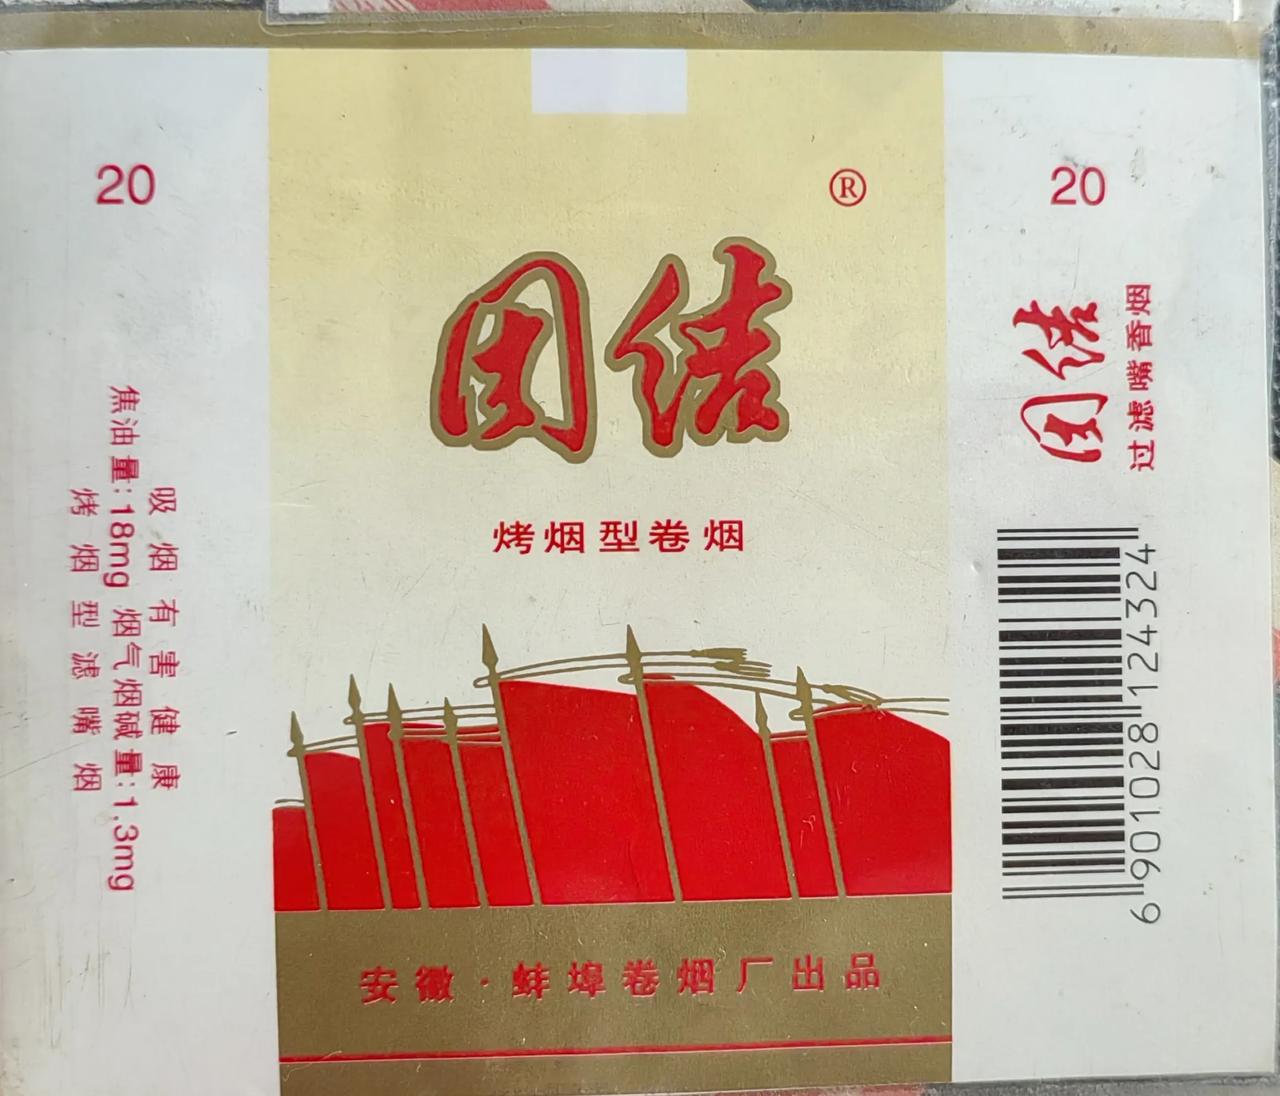 20
吸烟有害健康
焦油量:18mg 烟气烟碱量:1.3mg
烤烟型滤嘴烟
®
团结
烤烟型卷烟
安徽·蚌埠卷烟厂出品
20
团结
过滤嘴香烟
6901028124324